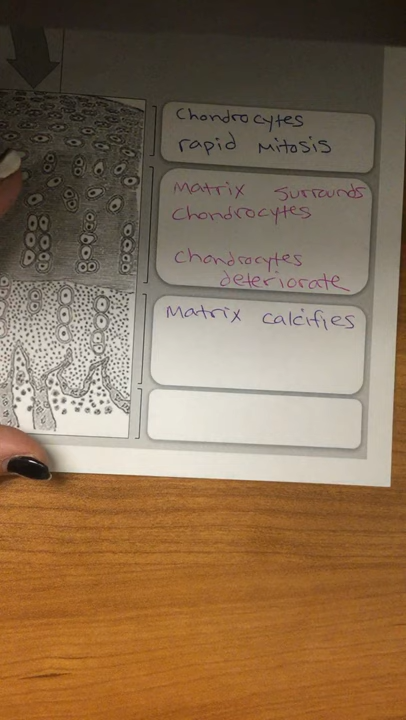 Chondrocytes
rapid Mitosis
Matrix surrounds
Chondrocytes
Chondrocytes
deteriorate
Matrix calcifies